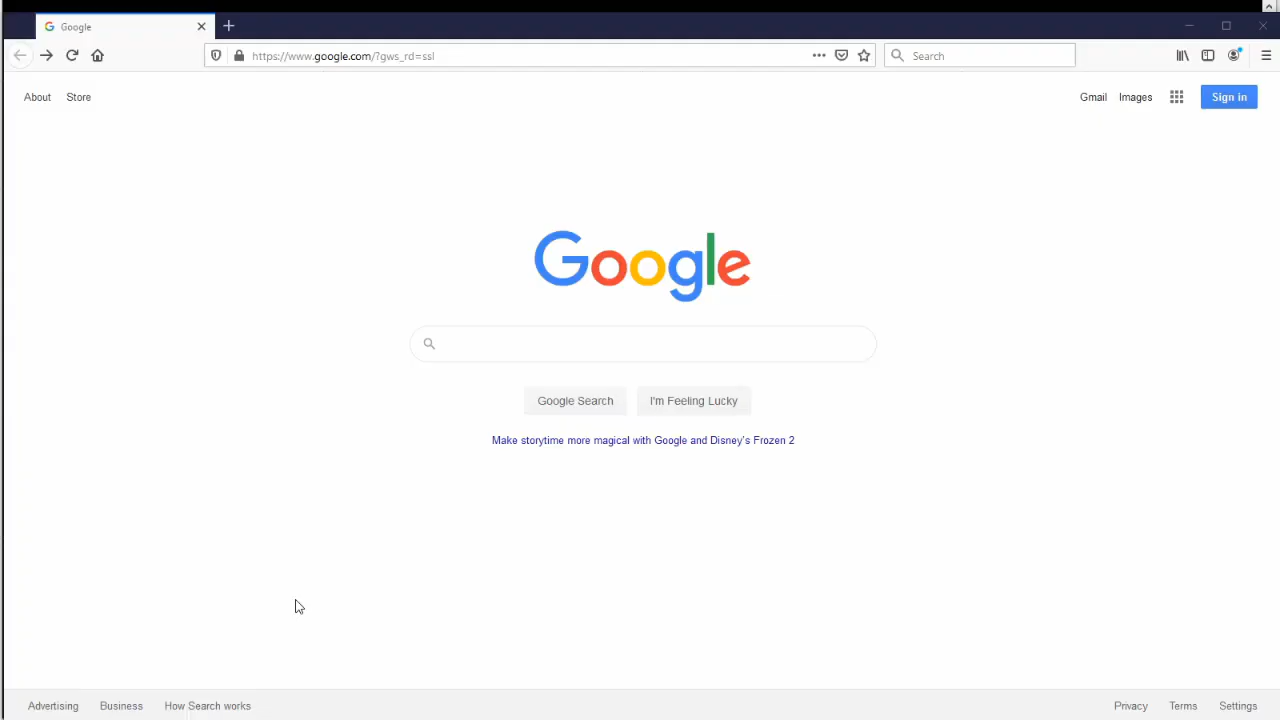 Google
https://www.google.com/?gws_rd=ssl
Search
About Store
Gmail Images Sign in
Google
Google Search I'm Feeling Lucky
Make storytime more magical with Google and Disney's Frozen 2
Advertising Business How Search works
Privacy Terms Settings